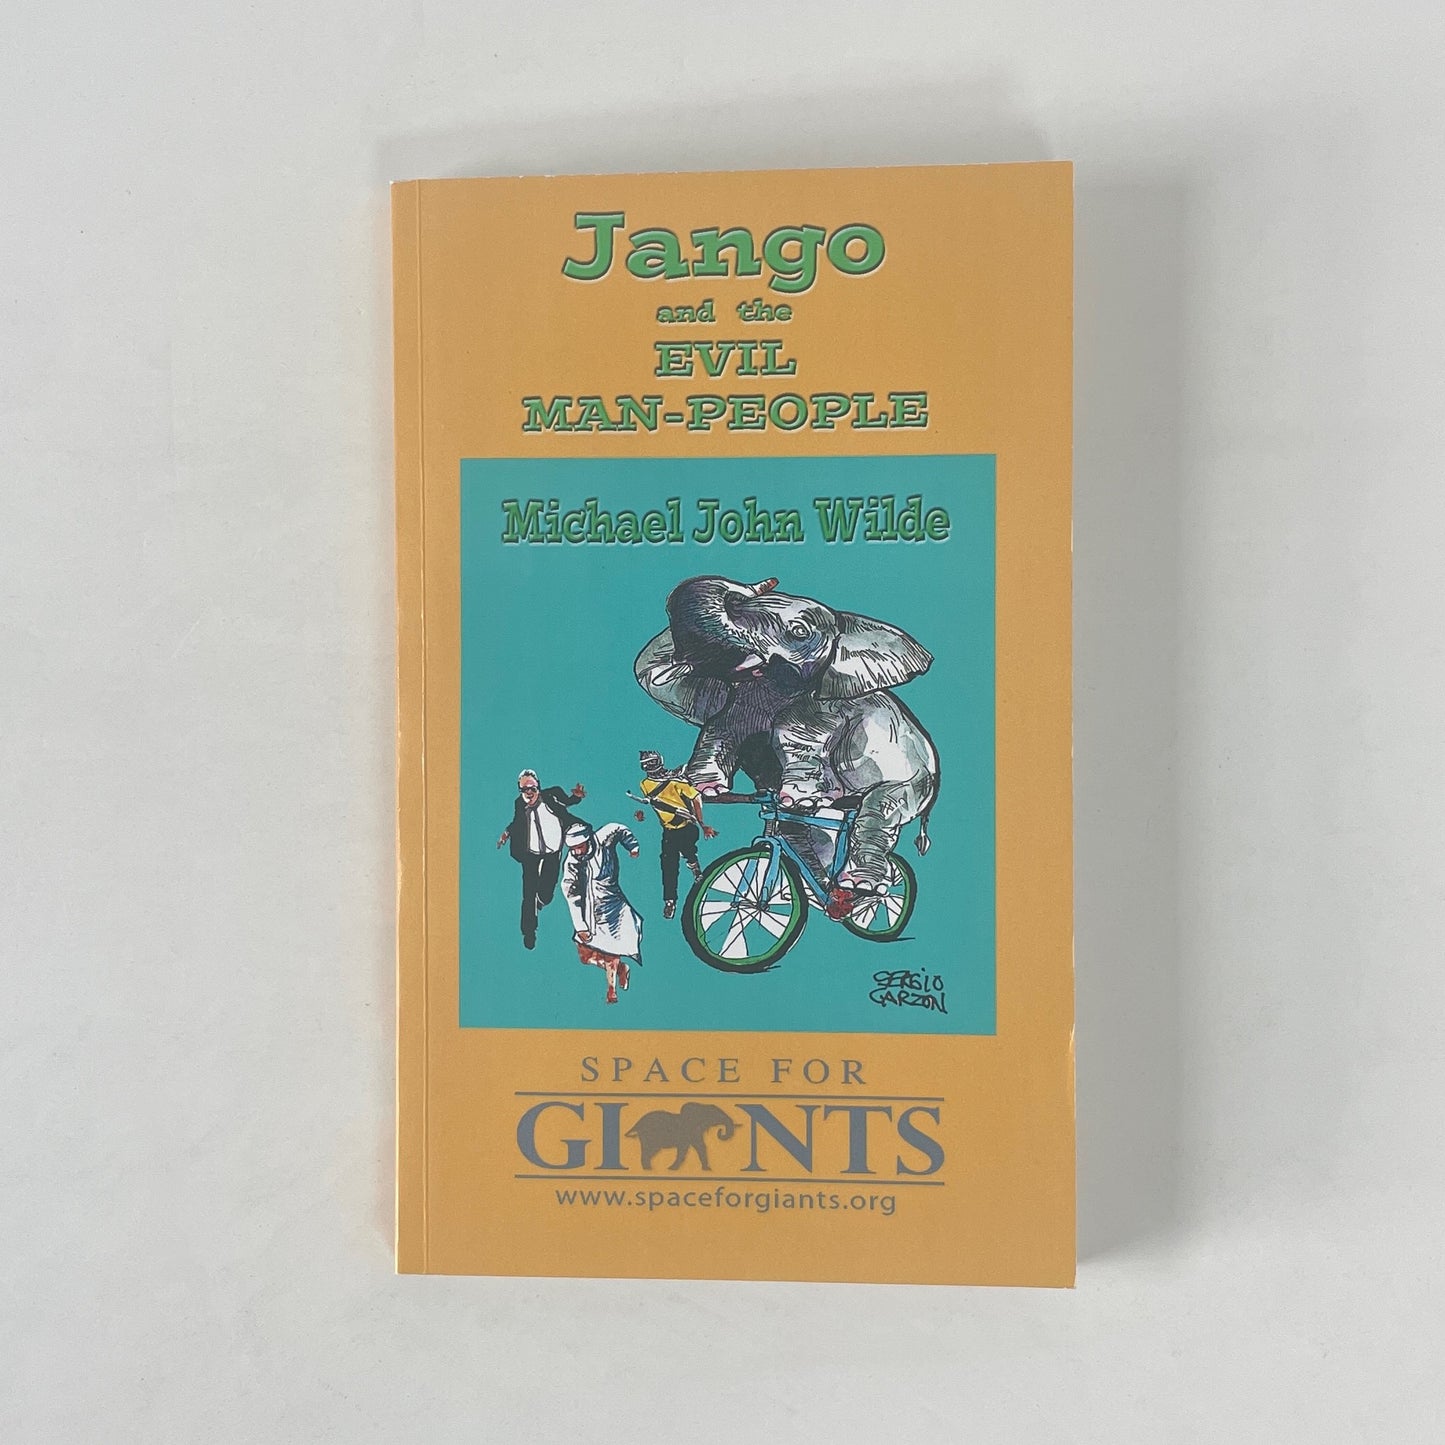 Jango
and the
EVIL
MAN-PEOPLE
Michael John Wilde
SERGIO
GARZON
SPACE FOR
GIANTS
www.spaceforgiants.org